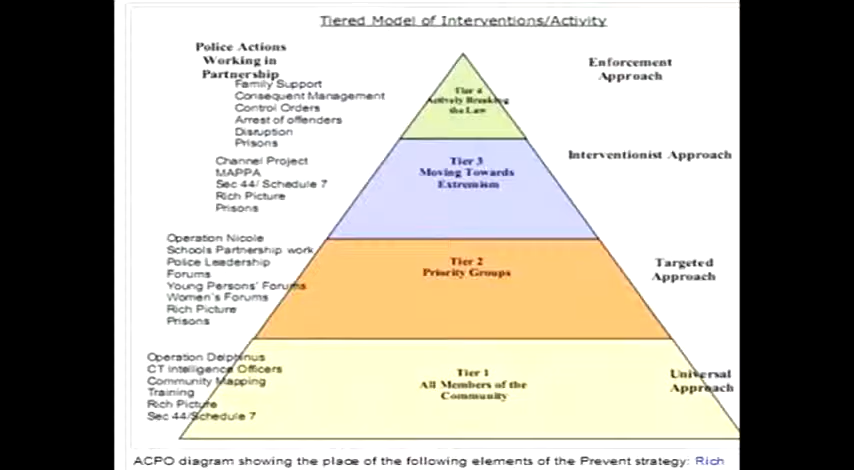 Tiered Model of Interventions/Activity
Police Actions
Working in
Partnership
Family Support
Consequent Management
Control Orders
Arrest of offenders
Disruption
Prisons
Channel Project
MAPPA
Sec 44/ Schedule 7
Rich Picture
Prisons
Operation Nicole
Schools Partnership work
Police Leadership
Forums
Young Persons' Forums
Women's Forums
Rich Picture
Prisons
Operation Delphinus
CT Intelligence Officers
Community Mapping
Training
Rich Picture
Sec 44/Schedule 7
Tier 4
Actively Breaking
the Law
Tier 3
Moving Towards
Extremism
Tier 2
Priority Groups
Tier 1
All Members of the
Community
Enforcement
Approach
Interventionist Approach
Targeted
Approach
Universal
Approach
ACPO diagram showing the place of the following elements of the Prevent strategy: Rich